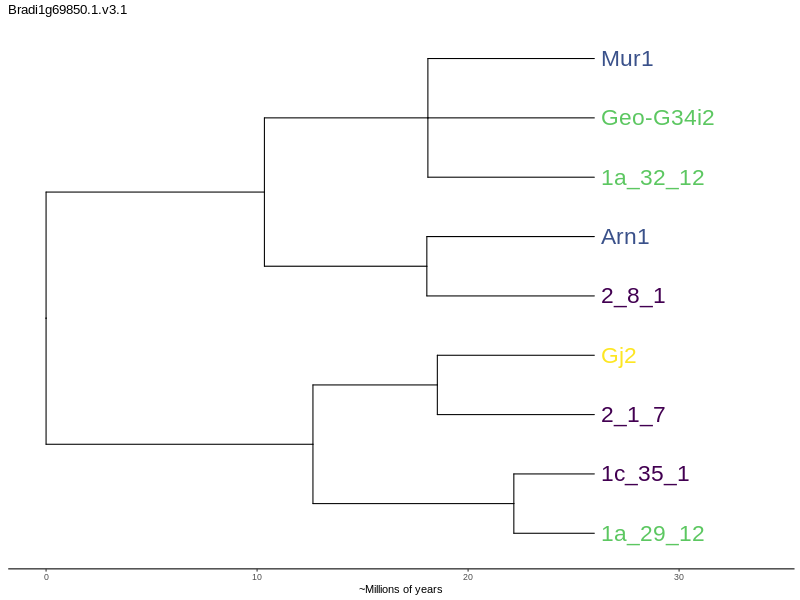 Bradi1g69850.1.v3.1
Mur1
Geo-G34i2
1a_32_12
Arn1
2_8_1
Gj2
2_1_7
1c_35_1
1a_29_12
0 10 20 30
~Millions of years